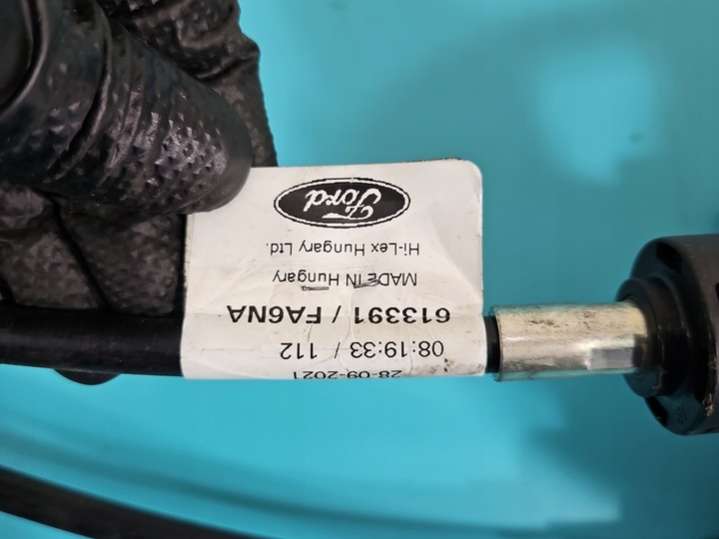 28-09-2021
08:19:33 / 112
613391 / FA6NA
MADE IN Hungary
Hi-Lex Hungary Ltd.
Ford